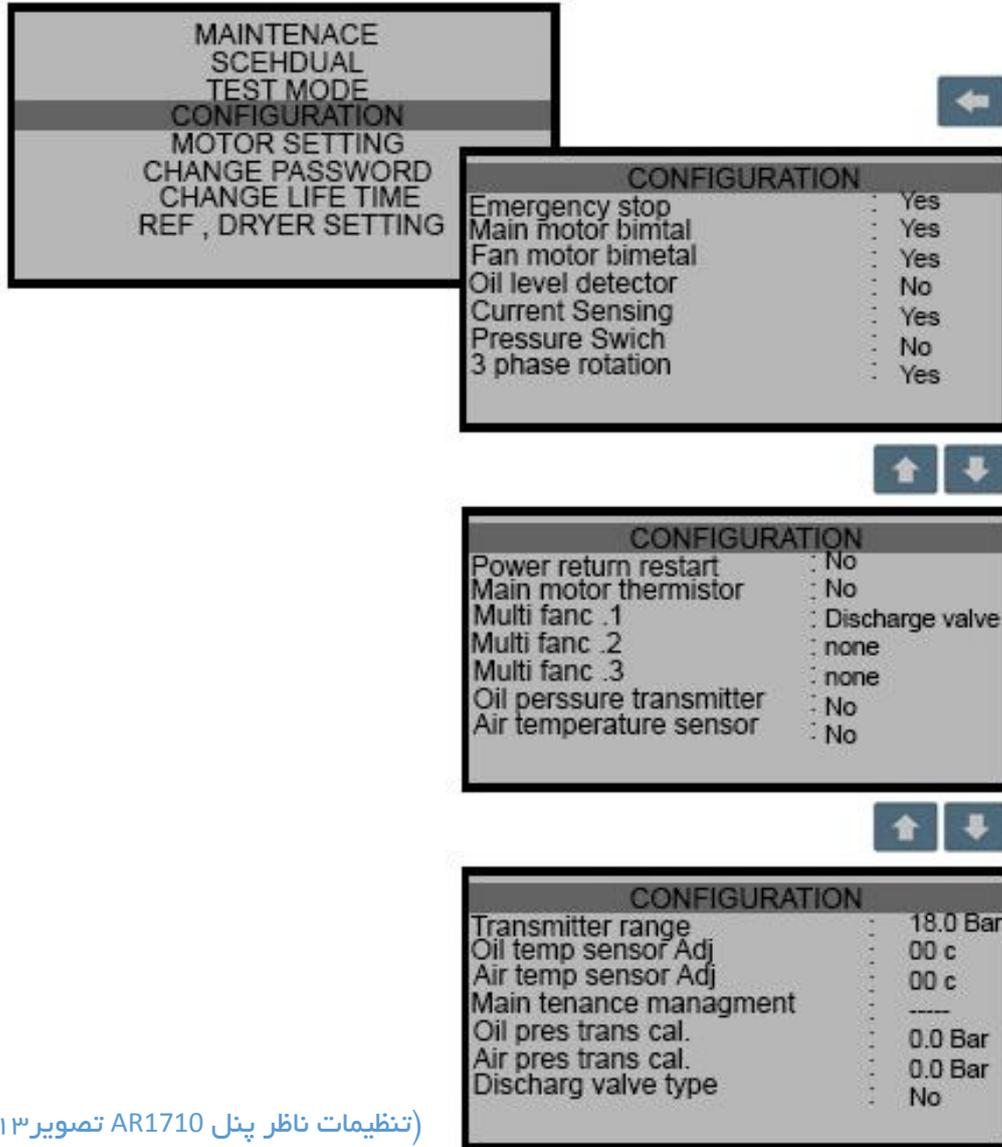 MAINTENACE
SCEHDUAL
TEST MODE
CONFIGURATION
MOTOR SETTING
CHANGE PASSWORD
CHANGE LIFE TIME
REF , DRYER SETTING
CONFIGURATION
Emergency stop : Yes
Main motor bimtal : Yes
Fan motor bimetal : Yes
Oil level detector : No
Current Sensing : Yes
Pressure Swich : No
3 phase rotation : Yes
CONFIGURATION
Power return restart : No
Main motor thermistor : No
Multi fanc .1 : Discharge valve
Multi fanc .2 : none
Multi fanc .3 : none
Oil perssure transmitter : No
Air temperature sensor : No
CONFIGURATION
Transmitter range : 18.0 Bar
Oil temp sensor Adj : 00 c
Air temp sensor Adj : 00 c
Main tenance managment : -----
Oil pres trans cal. : 0.0 Bar
Air pres trans cal. : 0.0 Bar
Discharg valve type : No
(تنظیمات ناظر پنل AR1710 تصویر۱۳